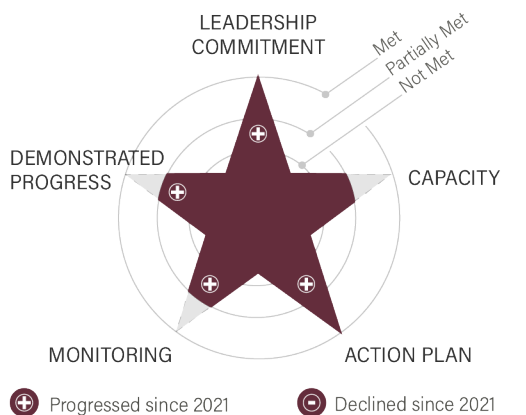 LEADERSHIP
COMMITMENT
Met
Partially Met
Not Met
DEMONSTRATED
PROGRESS
CAPACITY
MONITORING
ACTION PLAN
Progressed since 2021
Declined since 2021